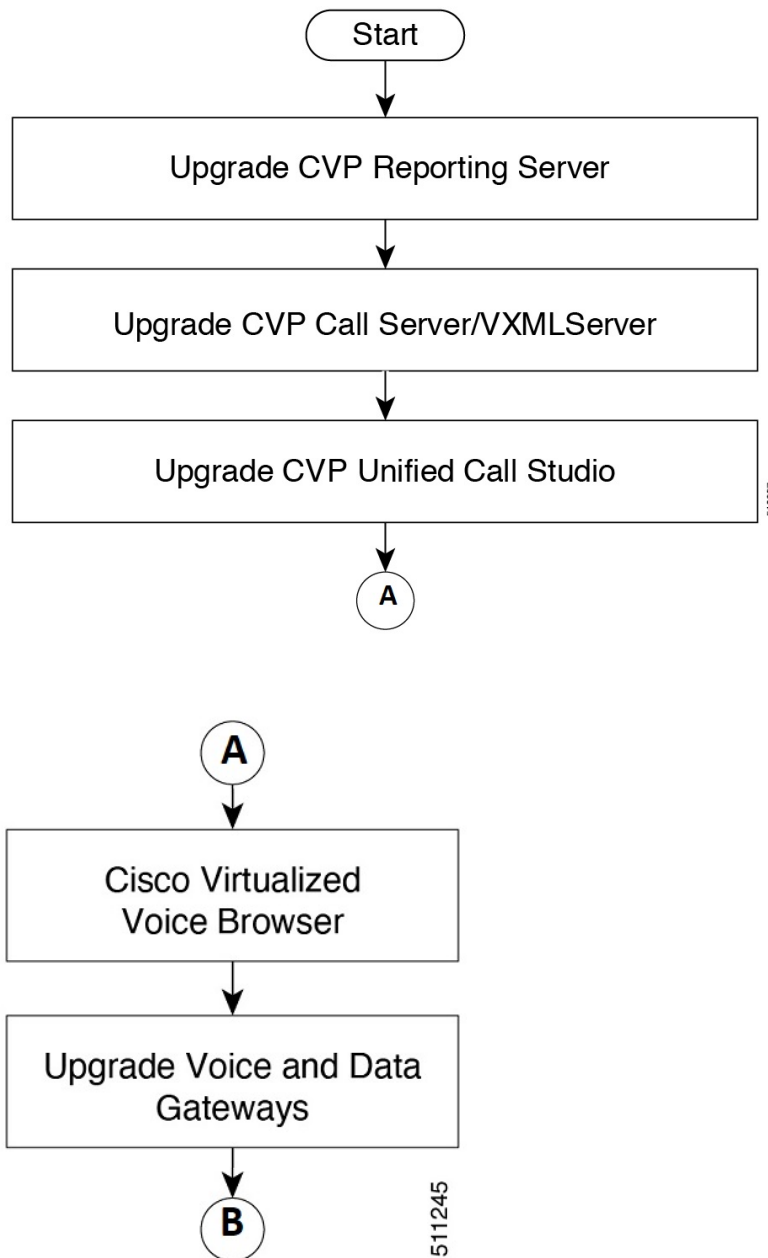 Start
Upgrade CVP Reporting Server
Upgrade CVP Call Server/VXMLServer
Upgrade CVP Unified Call Studio
A
A
Cisco Virtualized
Voice Browser
Upgrade Voice and Data
Gateways
B
511245